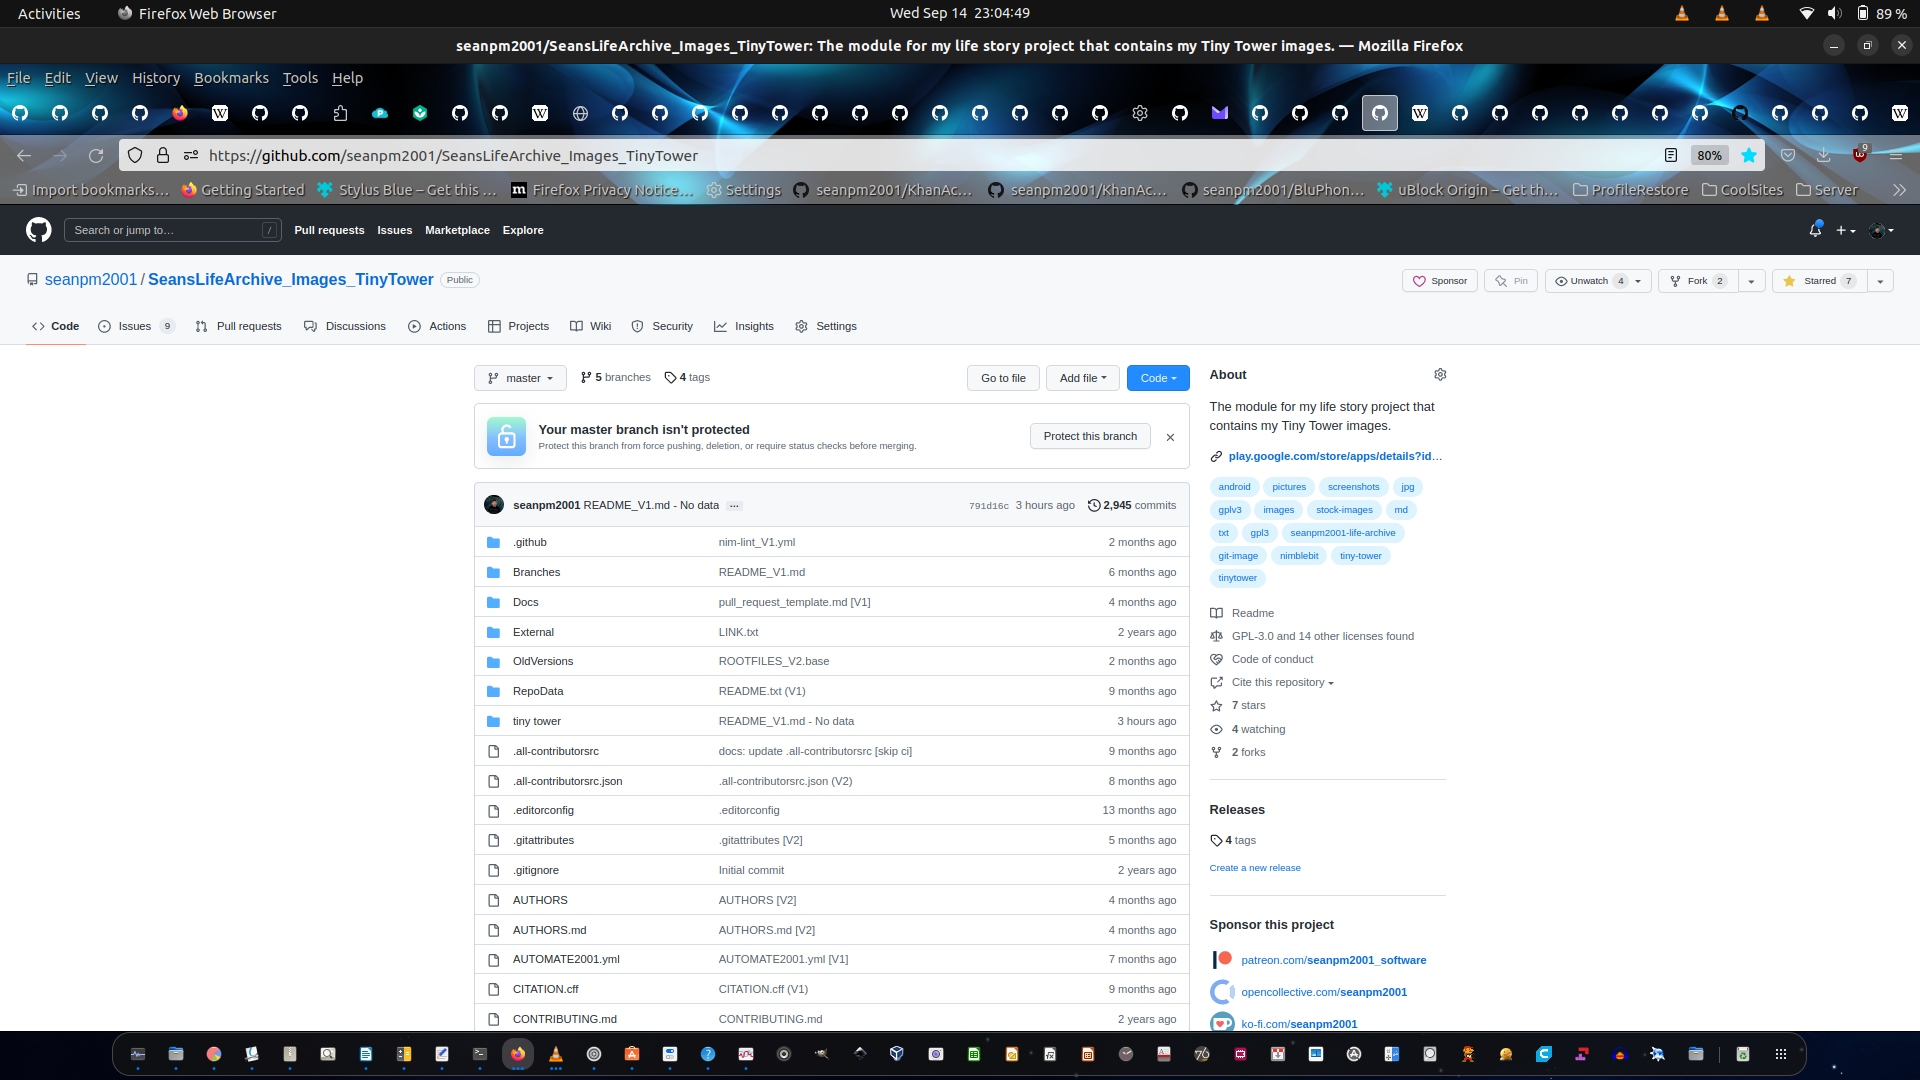 Activities Firefox Web Browser Wed Sep 14 23:04:49 89 %
seanpm2001/SeansLifeArchive_Images_TinyTower: The module for my life story project that contains my Tiny Tower images. — Mozilla Firefox
File Edit View History Bookmarks Tools Help
https://github.com/seanpm2001/SeansLifeArchive_Images_TinyTower 80% 9
Import bookmarks… Getting Started Stylus Blue – Get this … Firefox Privacy Notice… Settings seanpm2001/KhanAc… seanpm2001/KhanAc… seanpm2001/BluPhon… uBlock Origin – Get th… ProfileRestore CoolSites Server
Search or jump to… / Pull requests Issues Marketplace Explore
seanpm2001 / SeansLifeArchive_Images_TinyTower Public Sponsor Pin Unwatch 4 Fork 2 Starred 7
Code Issues 9 Pull requests Discussions Actions Projects Wiki Security Insights Settings
master 5 branches 4 tags Go to file Add file Code
Your master branch isn't protected
Protect this branch from force pushing, deletion, or require status checks before merging.
Protect this branch
seanpm2001 README_V1.md - No data … 791d16c 3 hours ago 2,945 commits
.github nim-lint_V1.yml 2 months ago
Branches README_V1.md 6 months ago
Docs pull_request_template.md [V1] 4 months ago
External LINK.txt 2 years ago
OldVersions ROOTFILES_V2.base 2 months ago
RepoData README.txt (V1) 9 months ago
tiny tower README_V1.md - No data 3 hours ago
.all-contributorsrc docs: update .all-contributorsrc [skip ci] 9 months ago
.all-contributorsrc.json .all-contributorsrc.json (V2) 8 months ago
.editorconfig .editorconfig 13 months ago
.gitattributes .gitattributes [V2] 5 months ago
.gitignore Initial commit 2 years ago
AUTHORS AUTHORS [V2] 4 months ago
AUTHORS.md AUTHORS.md [V2] 4 months ago
AUTOMATE2001.yml AUTOMATE2001.yml [V1] 7 months ago
CITATION.cff CITATION.cff (V1) 9 months ago
CONTRIBUTING.md CONTRIBUTING.md 2 years ago
About
The module for my life story project that
contains my Tiny Tower images.
play.google.com/store/apps/details?id…
android pictures screenshots jpg
gplv3 images stock-images md
txt gpl3 seanpm2001-life-archive
git-image nimblebit tiny-tower
tinytower
Readme
GPL-3.0 and 14 other licenses found
Code of conduct
Cite this repository
7 stars
4 watching
2 forks
Releases
4 tags
Create a new release
Sponsor this project
patreon.com/seanpm2001_software
opencollective.com/seanpm2001
ko-fi.com/seanpm2001